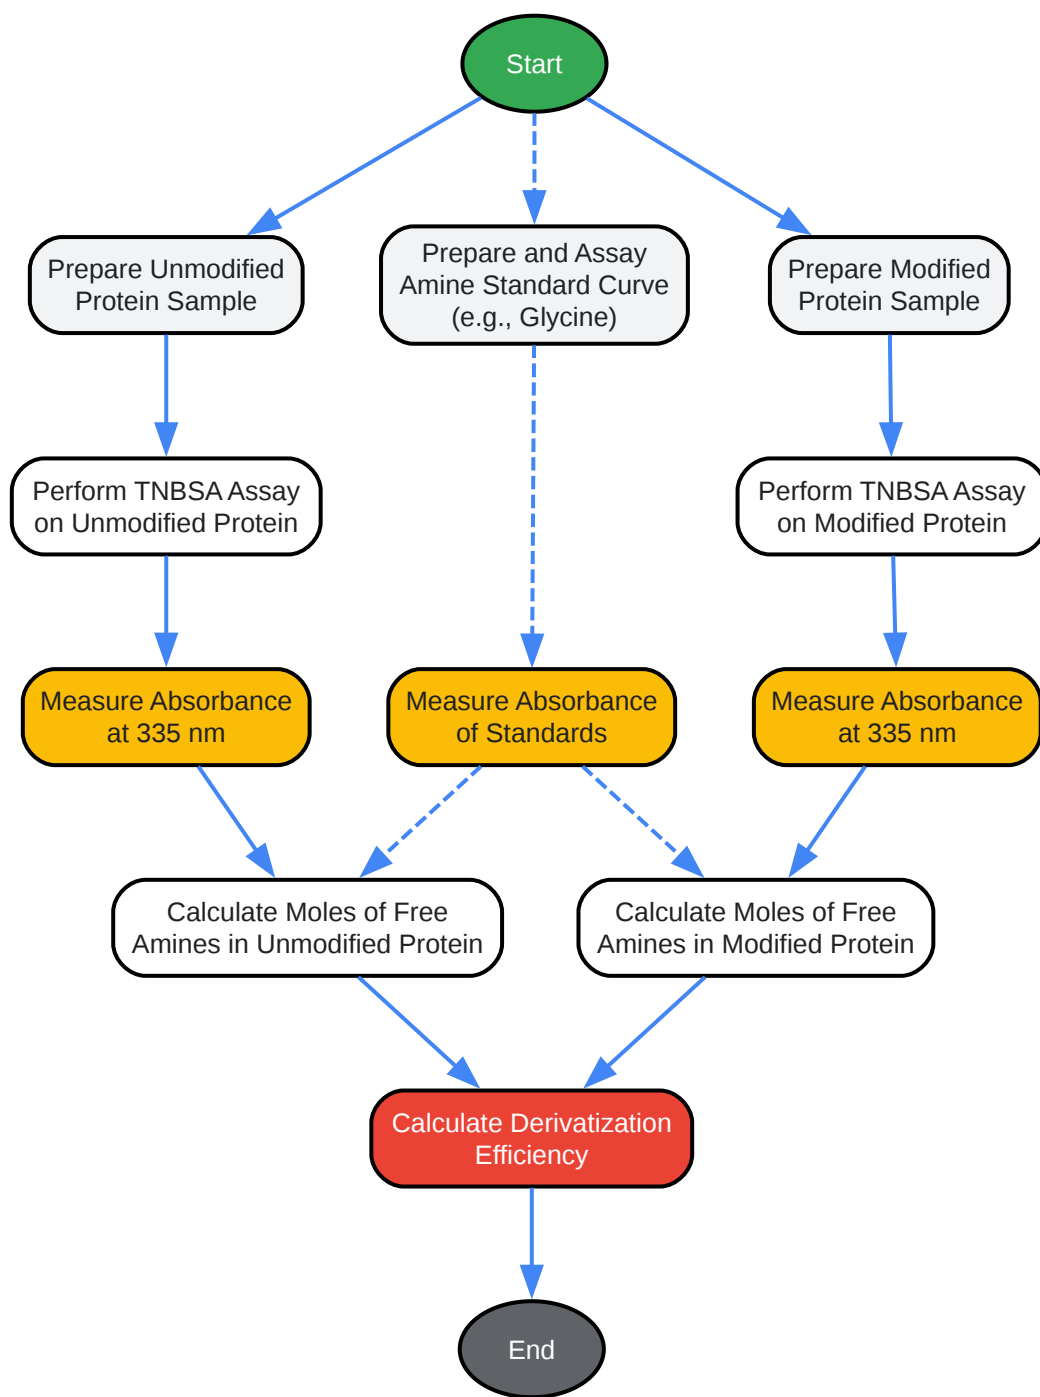 Start
Prepare Unmodified
Protein Sample
Prepare and Assay
Amine Standard Curve
(e.g., Glycine)
Prepare Modified
Protein Sample
Perform TNBSA Assay
on Unmodified Protein
Perform TNBSA Assay
on Modified Protein
Measure Absorbance
at 335 nm
Measure Absorbance
of Standards
Measure Absorbance
at 335 nm
Calculate Moles of Free
Amines in Unmodified Protein
Calculate Moles of Free
Amines in Modified Protein
Calculate Derivatization
Efficiency
End